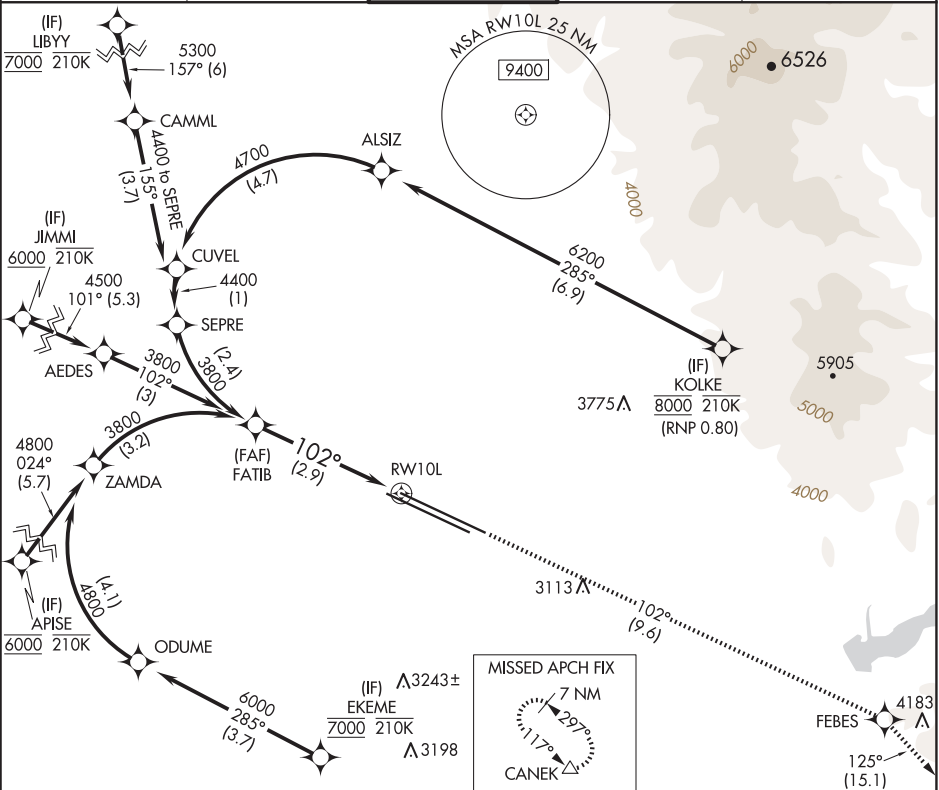 (IF)
LIBYY
7000 210K
5300
157° (6)
CAMML
4400 to SEPRE
155°
(3.7)
MSA RW10L 25 NM
9400
6000
6526
ALSIZ
4700
(4.7)
4000
(IF)
JIMMI
6000 210K
4500
101° (5.3)
CUVEL
4400
(1)
SEPRE
6200
285°
(6.9)
AEDES
3800
102°
(3)
(2.4)
3800
(IF)
KOLKE
8000 210K
(RNP 0.80)
3775
5905
5000
4000
4800
024°
(5.7)
3800
(3.2)
ZAMDA
(FAF)
FATIB
102°
(2.9)
RW10L
(IF)
APISE
6000 210K
(4.1)
4800
3113
102°
(9.6)
ODUME
6000
285°
(3.7)
(IF)
EKEME
7000 210K
3243±
3198
MISSED APCH FIX
7 NM
297°
117°
CANEK
FEBES
4183
125°
(15.1)